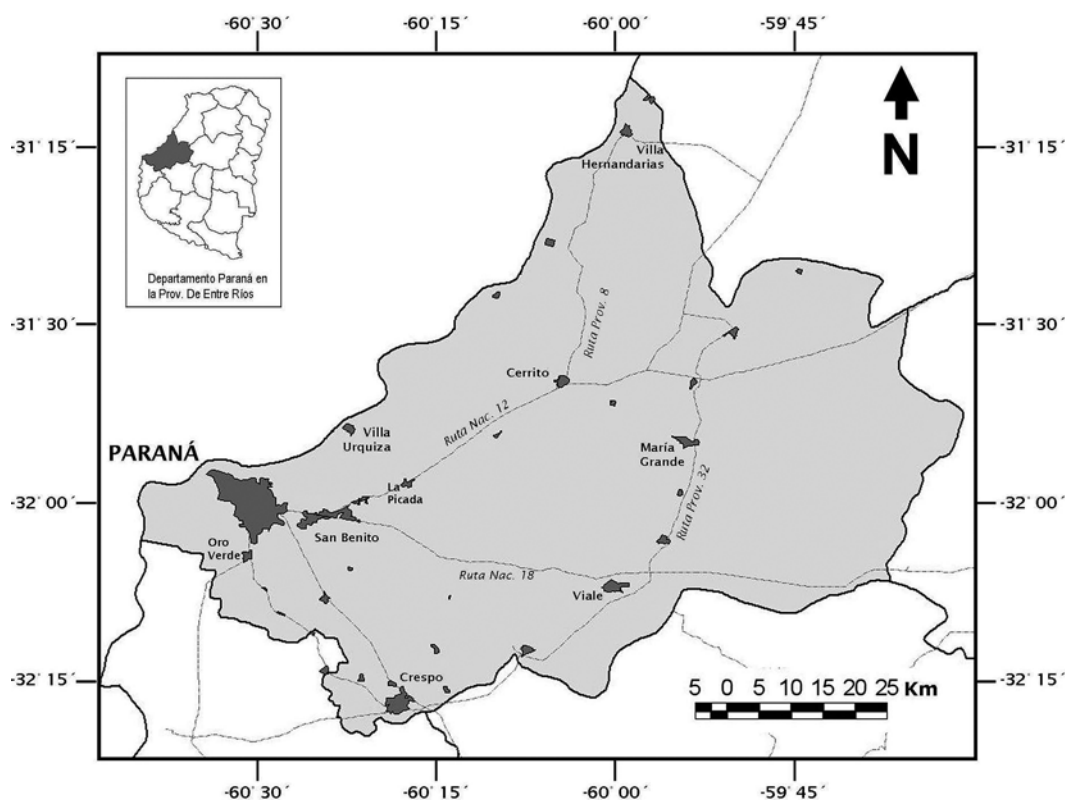 -60˚ 30´
-60˚ 15´
-60˚ 00´
-59˚ 45´
-31˚ 15´
-31˚ 15´
N
Villa
Hernandarias
Departamento Paraná en
la Prov. De Entre Ríos
-31˚ 30´
-31˚ 30´
Ruta Prov. 8
Cerrito
Ruta Nac. 12
Villa
Urquiza
María
Grande
PARANÁ
La
Picada
Ruta Prov. 32
-32˚ 00´
-32˚ 00´
San Benito
Oro
Verde
Ruta Nac. 18
Viale
Crespo
-32˚ 15´
-32˚ 15´
5 0 5 10 15 20 25 Km
-60˚ 30´
-60˚ 15´
-60˚ 00´
-59˚ 45´